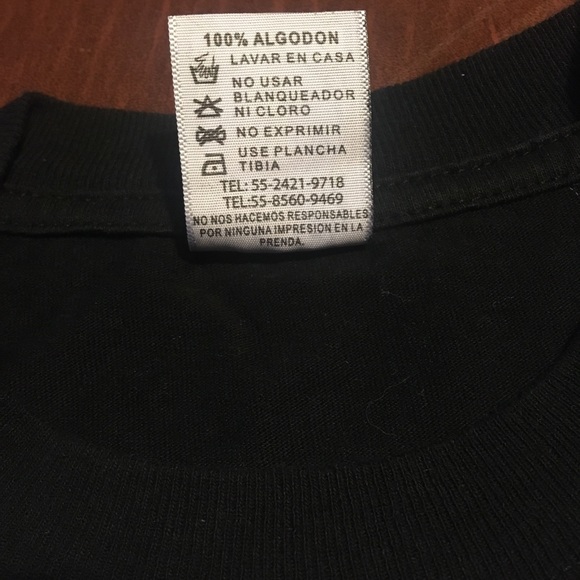 100% ALGODON
LAVAR EN CASA
NO USAR
BLANQUEADOR
NI CLORO
NO EXPRIMIR
USE PLANCHA
TIBIA
TEL: 55-2421-9718
TEL:55-8560-9469
NO NOS HACEMOS RESPONSABLES
POR NINGUNA IMPRESION EN LA
PRENDA.